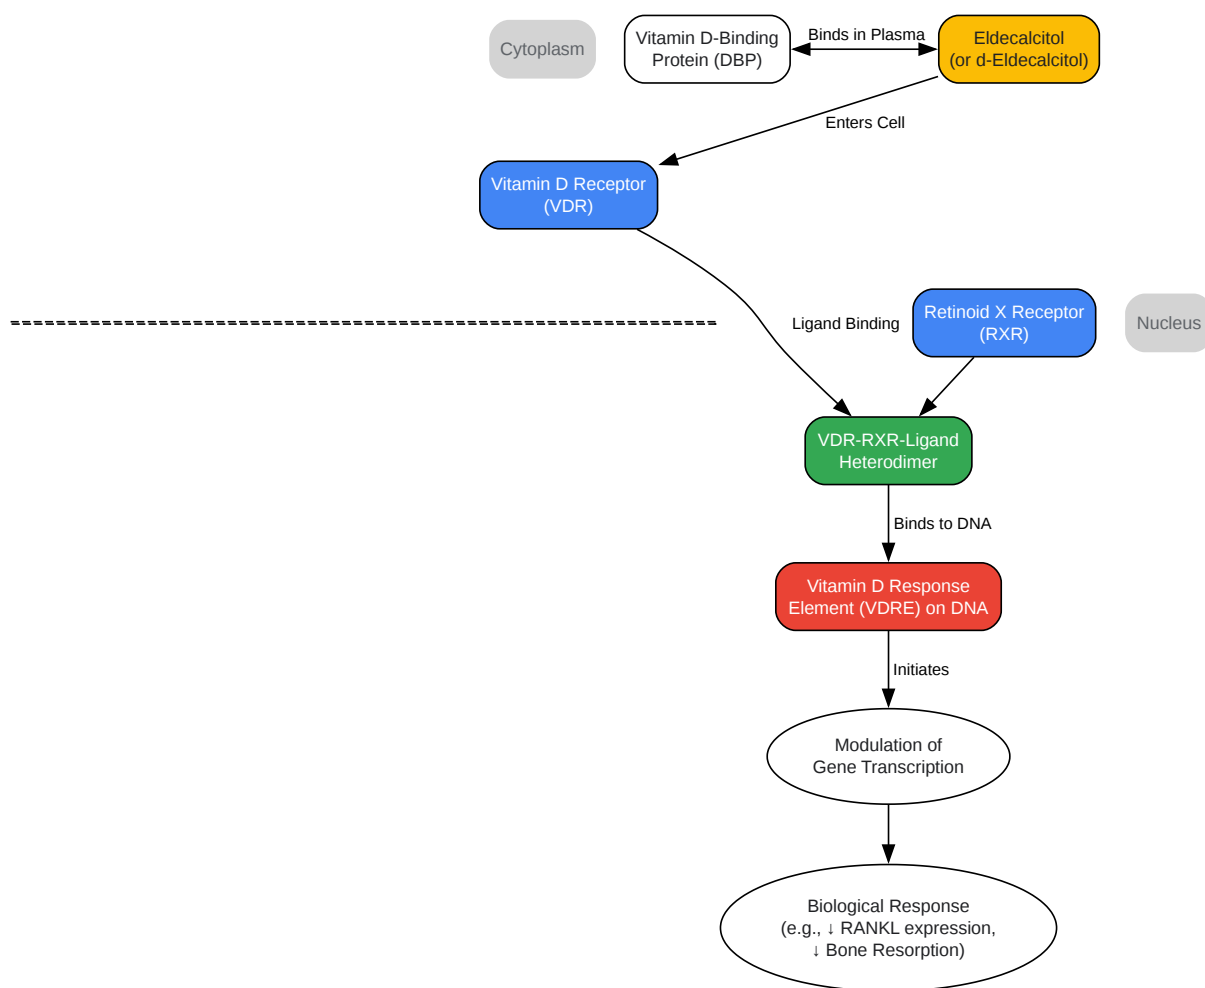 Cytoplasm
Vitamin D-Binding
Protein (DBP)
Binds in Plasma
Eldecalcitol
(or d-Eldecalcitol)
Enters Cell
Vitamin D Receptor
(VDR)
Ligand Binding
Retinoid X Receptor
(RXR)
Nucleus
VDR-RXR-Ligand
Heterodimer
Binds to DNA
Vitamin D Response
Element (VDRE) on DNA
Initiates
Modulation of
Gene Transcription
Biological Response
(e.g., ↓ RANKL expression,
↓ Bone Resorption)